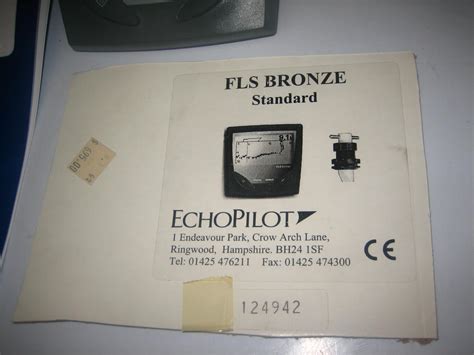 FLS BRONZE
Standard
ECHOPILOT
1 Endeavour Park, Crow Arch Lane,
Ringwood, Hampshire. BH24 1SF
Tel: 01425 476211 Fax: 01425 474300
CE
124942